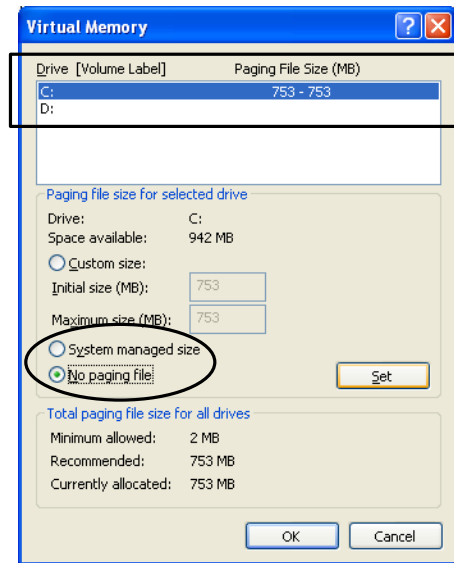 Virtual Memory
Drive [Volume Label] Paging File Size (MB)
C: 753 - 753
D:
Paging file size for selected drive
Drive: C:
Space available: 942 MB
Custom size:
Initial size (MB): 753
Maximum size (MB): 753
System managed size
No paging file
Set
Total paging file size for all drives
Minimum allowed: 2 MB
Recommended: 753 MB
Currently allocated: 753 MB
OK Cancel